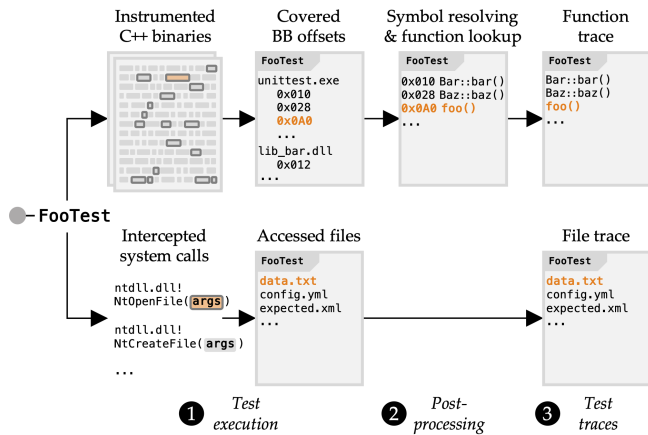 Instrumented
C++ binaries
Covered
BB offsets
FooTest
unittest.exe
0x010
0x028
0x0A0
...
lib_bar.dll
0x012
...
Symbol resolving
& function lookup
FooTest
0x010 Bar::bar()
0x028 Baz::baz()
0x0A0 foo()
...
Function
trace
FooTest
Bar::bar()
Baz::baz()
foo()
...
FooTest
Intercepted
system calls
ntdll.dll!
NtOpenFile(args)
ntdll.dll!
NtCreateFile(args)
...
Accessed files
FooTest
data.txt
config.yml
expected.xml
...
File trace
FooTest
data.txt
config.yml
expected.xml
...
1 Test
execution
2 Post-
processing
3 Test
traces